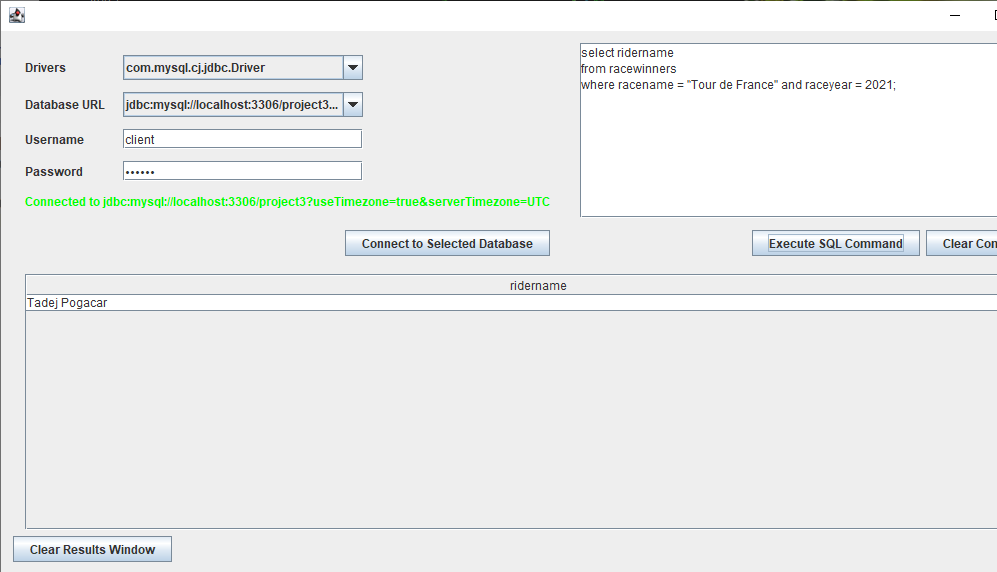 Drivers
com.mysql.cj.jdbc.Driver
Database URL
jdbc:mysql://localhost:3306/project3...
Username
client
Password
••••••
Connected to jdbc:mysql://localhost:3306/project3?useTimezone=true&serverTimezone=UTC
select ridername
from racewinners
where racename = "Tour de France" and raceyear = 2021;
Connect to Selected Database
Execute SQL Command
Clear Con
ridername
Tadej Pogacar
Clear Results Window